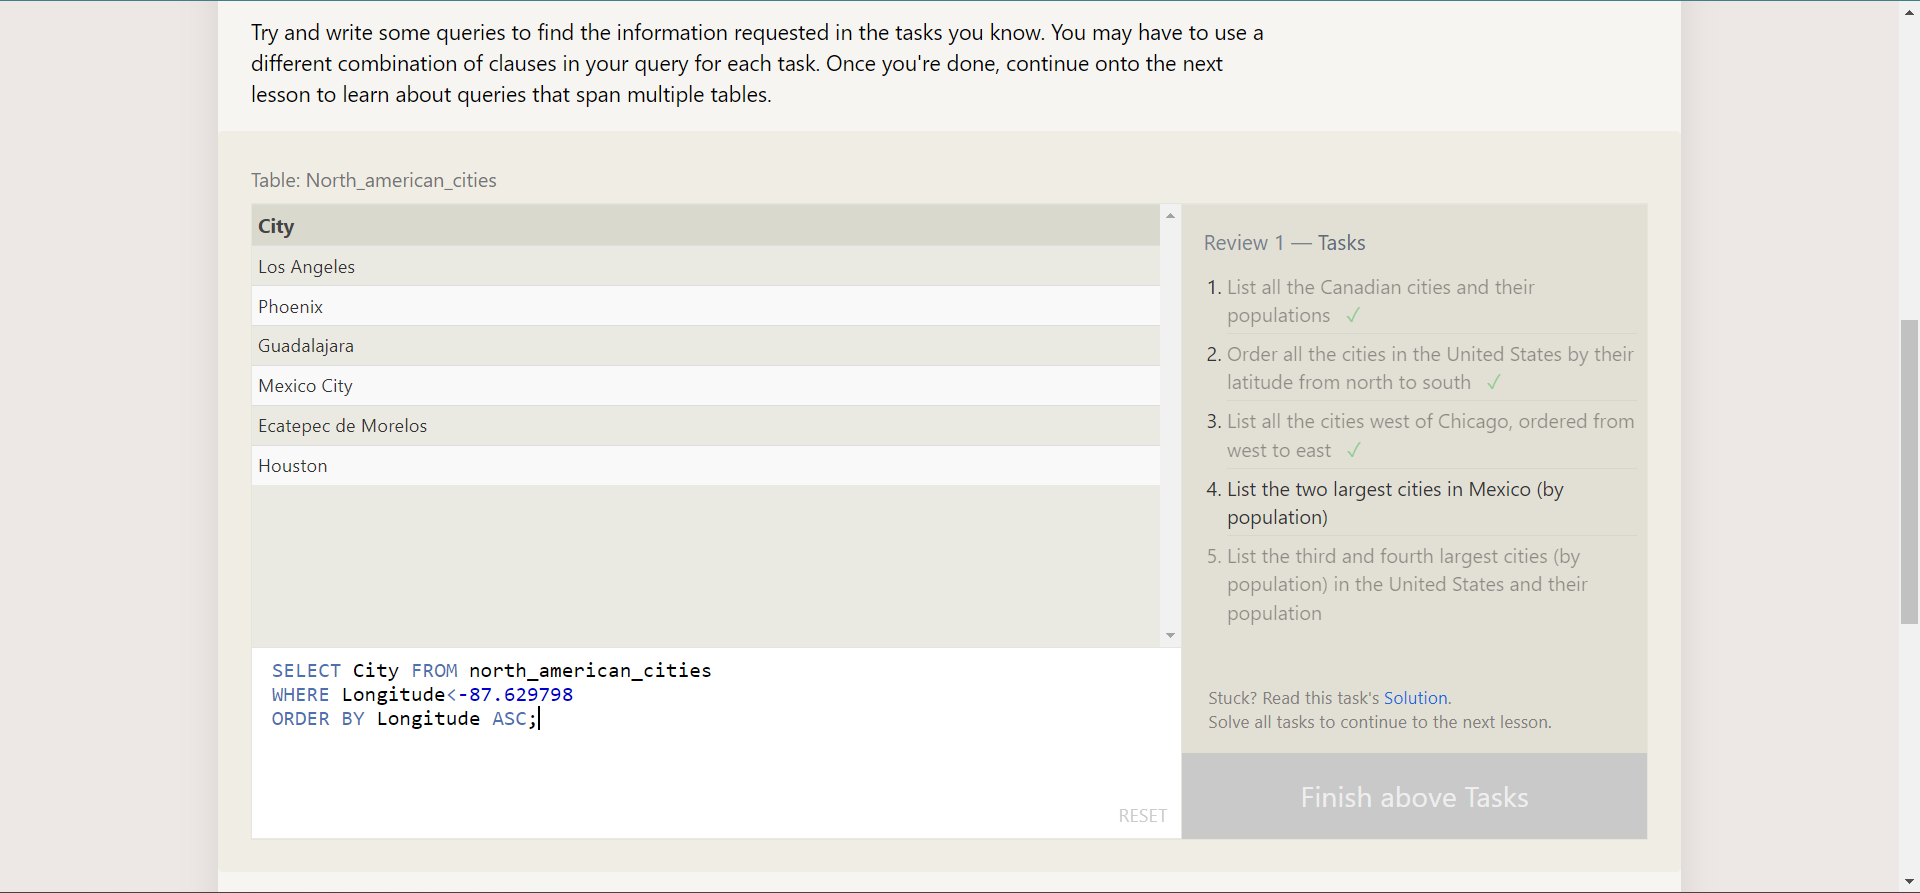 Try and write some queries to find the information requested in the tasks you know. You may have to use a
different combination of clauses in your query for each task. Once you're done, continue onto the next
lesson to learn about queries that span multiple tables.
Table: North_american_cities
City
Los Angeles
Phoenix
Guadalajara
Mexico City
Ecatepec de Morelos
Houston
SELECT City FROM north_american_cities
WHERE Longitude<-87.629798
ORDER BY Longitude ASC;
RESET
Review 1 — Tasks
1. List all the Canadian cities and their
populations ✓
2. Order all the cities in the United States by their
latitude from north to south ✓
3. List all the cities west of Chicago, ordered from
west to east ✓
4. List the two largest cities in Mexico (by
population)
5. List the third and fourth largest cities (by
population) in the United States and their
population
Stuck? Read this task's Solution.
Solve all tasks to continue to the next lesson.
Finish above Tasks